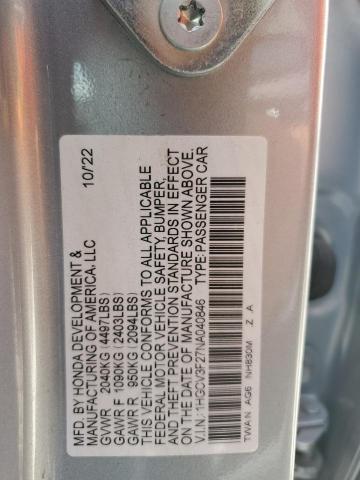 MFD. BY HONDA DEVELOPMENT & 10/22
MANUFACTURING OF AMERICA, LLC
GVWR 2040KG (4497LBS)
GAWR F 1090KG (2403LBS)
GAWR R 950KG (2094LBS)
THIS VEHICLE CONFORMS TO ALL APPLICABLE
FEDERAL MOTOR VEHICLE SAFETY, BUMPER,
AND THEFT PREVENTION STANDARDS IN EFFECT
ON THE DATE OF MANUFACTURE SHOWN ABOVE.
V.I.N.: 1HGCV3F27NA040846 TYPE: PASSENGER CAR
TWAN AG6 NH830M Z A